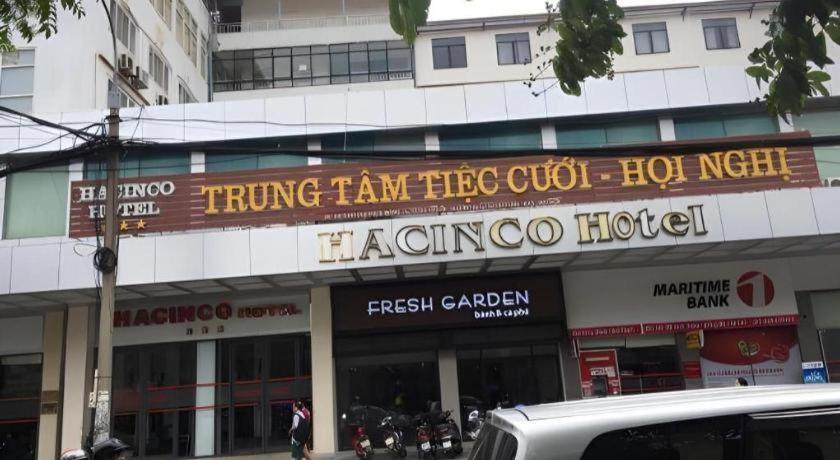 HACINCO
HOTEL
TRUNG TÂM TIỆC CƯỚI - HỘI NGHỊ
HACINCO HOTEL
HACINCO HOTEL
FRESH GARDEN
bánh & cà phê
MARITIME
BANK